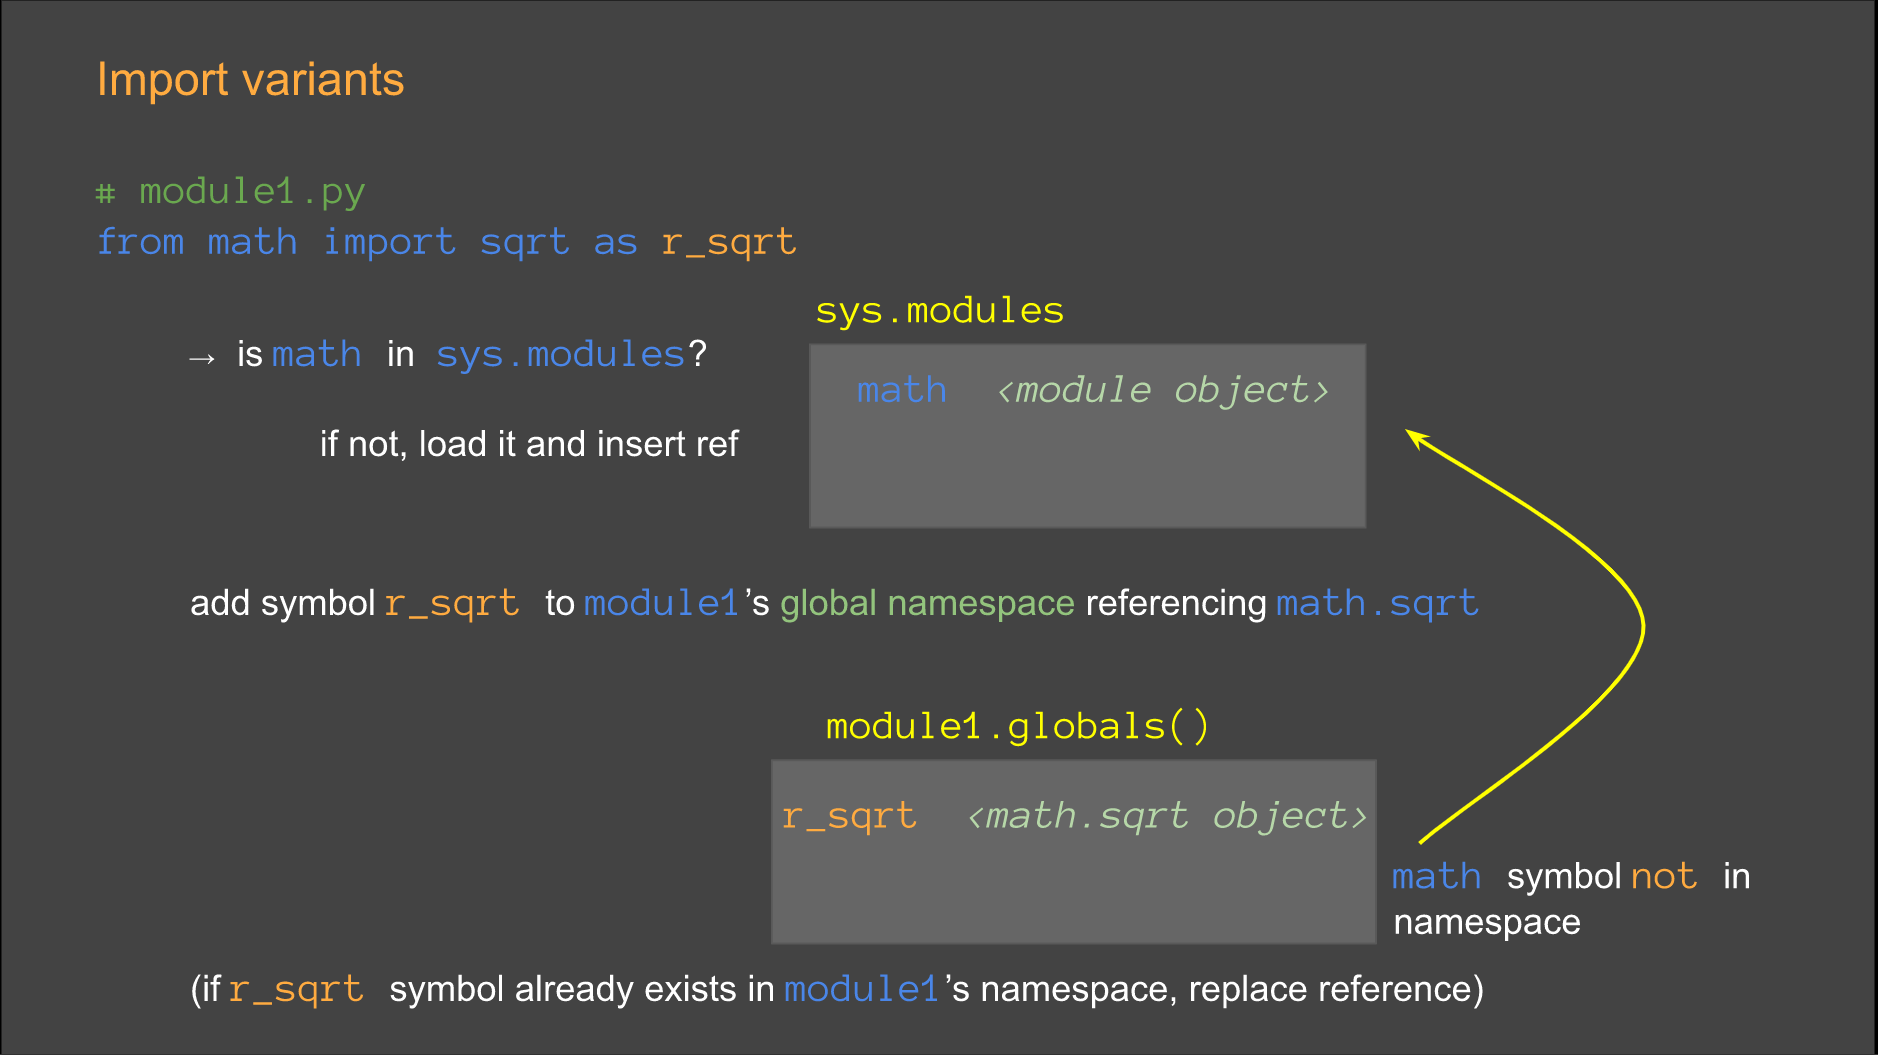 Import variants
# module1.py
from math import sqrt as r_sqrt
sys.modules
→ is math in sys.modules?
math <module object>
if not, load it and insert ref
add symbol r_sqrt to module1's global namespace referencing math.sqrt
module1.globals()
r_sqrt <math.sqrt object>
math symbol not in
namespace
(if r_sqrt symbol already exists in module1's namespace, replace reference)